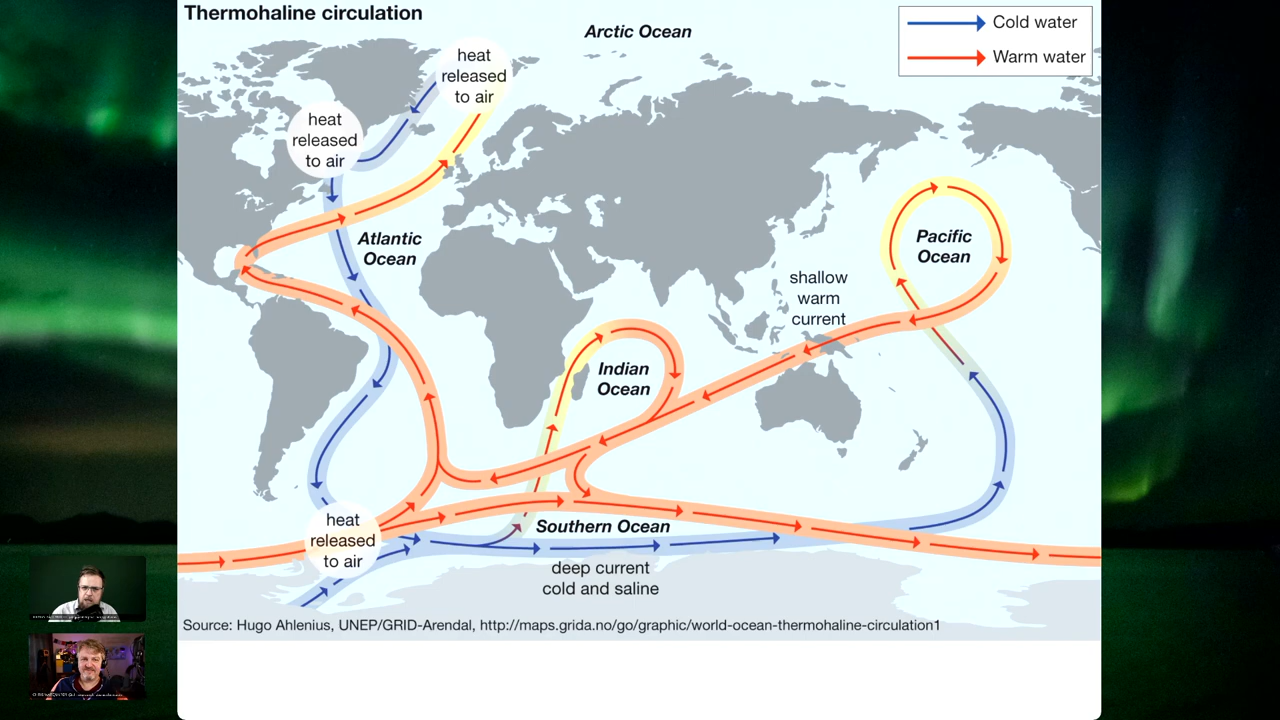 Thermohaline circulation
Arctic Ocean
Cold water
Warm water
heat
released
to air
heat
released
to air
Atlantic
Ocean
Pacific
Ocean
shallow
warm
current
Indian
Ocean
heat
released
to air
Southern Ocean
deep current
cold and saline
Source: Hugo Ahlenius, UNEP/GRID-Arendal, http://maps.grida.no/go/graphic/world-ocean-thermohaline-circulation1